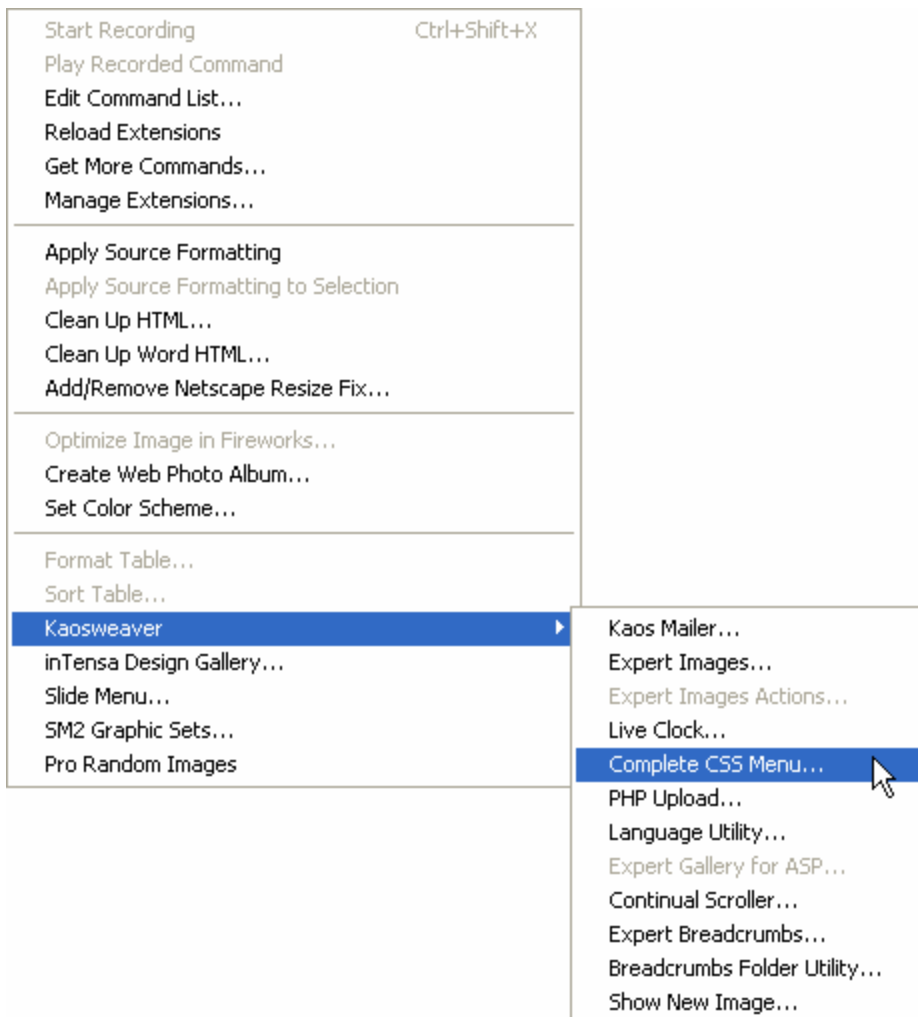 Start Recording Ctrl+Shift+X
Play Recorded Command
Edit Command List...
Reload Extensions
Get More Commands...
Manage Extensions...
Apply Source Formatting
Apply Source Formatting to Selection
Clean Up HTML...
Clean Up Word HTML...
Add/Remove Netscape Resize Fix...
Optimize Image in Fireworks...
Create Web Photo Album...
Set Color Scheme...
Format Table...
Sort Table...
Kaosweaver
inTensa Design Gallery...
Slide Menu...
SM2 Graphic Sets...
Pro Random Images
Kaos Mailer...
Expert Images...
Expert Images Actions...
Live Clock...
Complete CSS Menu...
PHP Upload...
Language Utility...
Expert Gallery for ASP...
Continual Scroller...
Expert Breadcrumbs...
Breadcrumbs Folder Utility...
Show New Image...